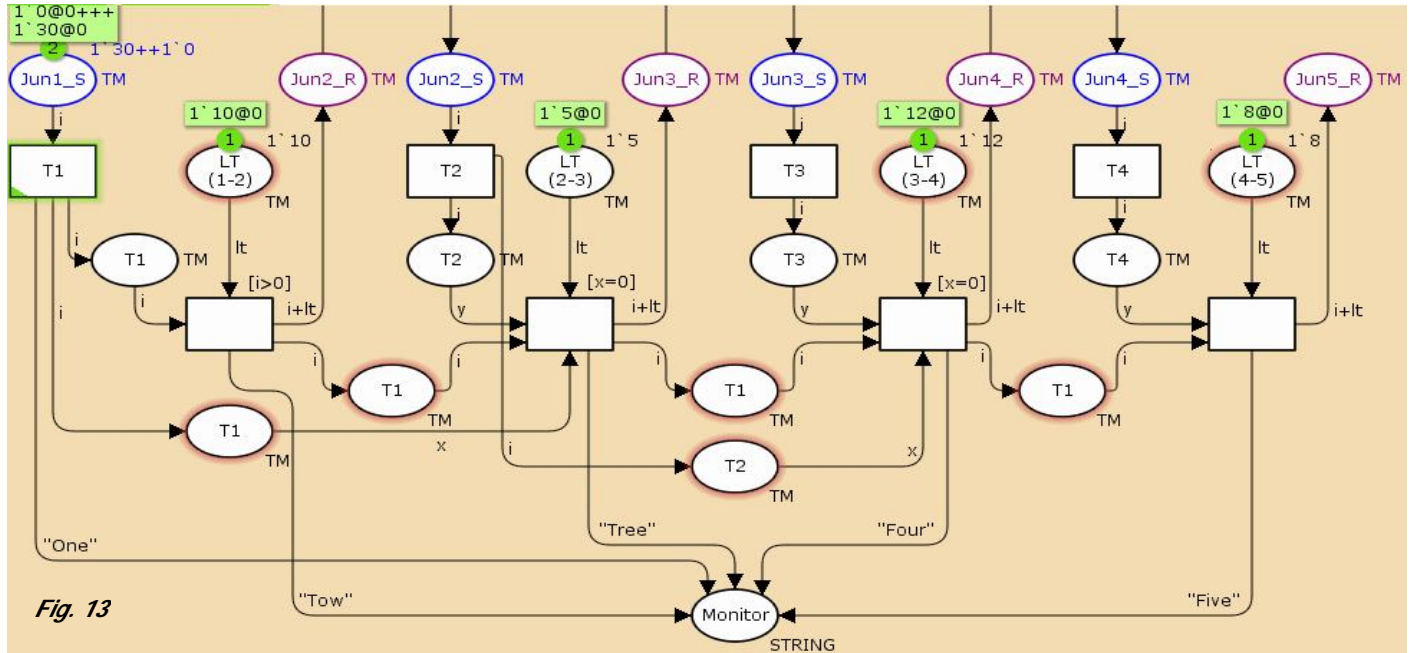 1`0@0+++
1`30@0
2
1`30++1`0
Jun1_S TM
Jun2_R TM
Jun2_S TM
Jun3_R TM
Jun3_S TM
Jun4_R TM
Jun4_S TM
Jun5_R TM
i
1`10@0
1 1`10
i
1`5@0
1 1`5
i
1`12@0
1 1`12
i
1`8@0
1 1`8
T1
LT
(1-2)
TM
T2
LT
(2-3)
TM
T3
LT
(3-4)
TM
T4
LT
(4-5)
TM
i
T1 TM
lt
i
T2 TM
lt
i
T3 TM
lt
i
T4 TM
lt
[i>0]
[x=0]
[x=0]
i
i
i+lt
y
i+lt
y
i+lt
y
i+lt
i
T1
TM
i
i
T1
TM
i
i
T1
TM
i
T1
TM
x
i
T2
TM
x
"One"
"Tree"
"Four"
"Tow"
"Five"
Fig. 13
Monitor
STRING